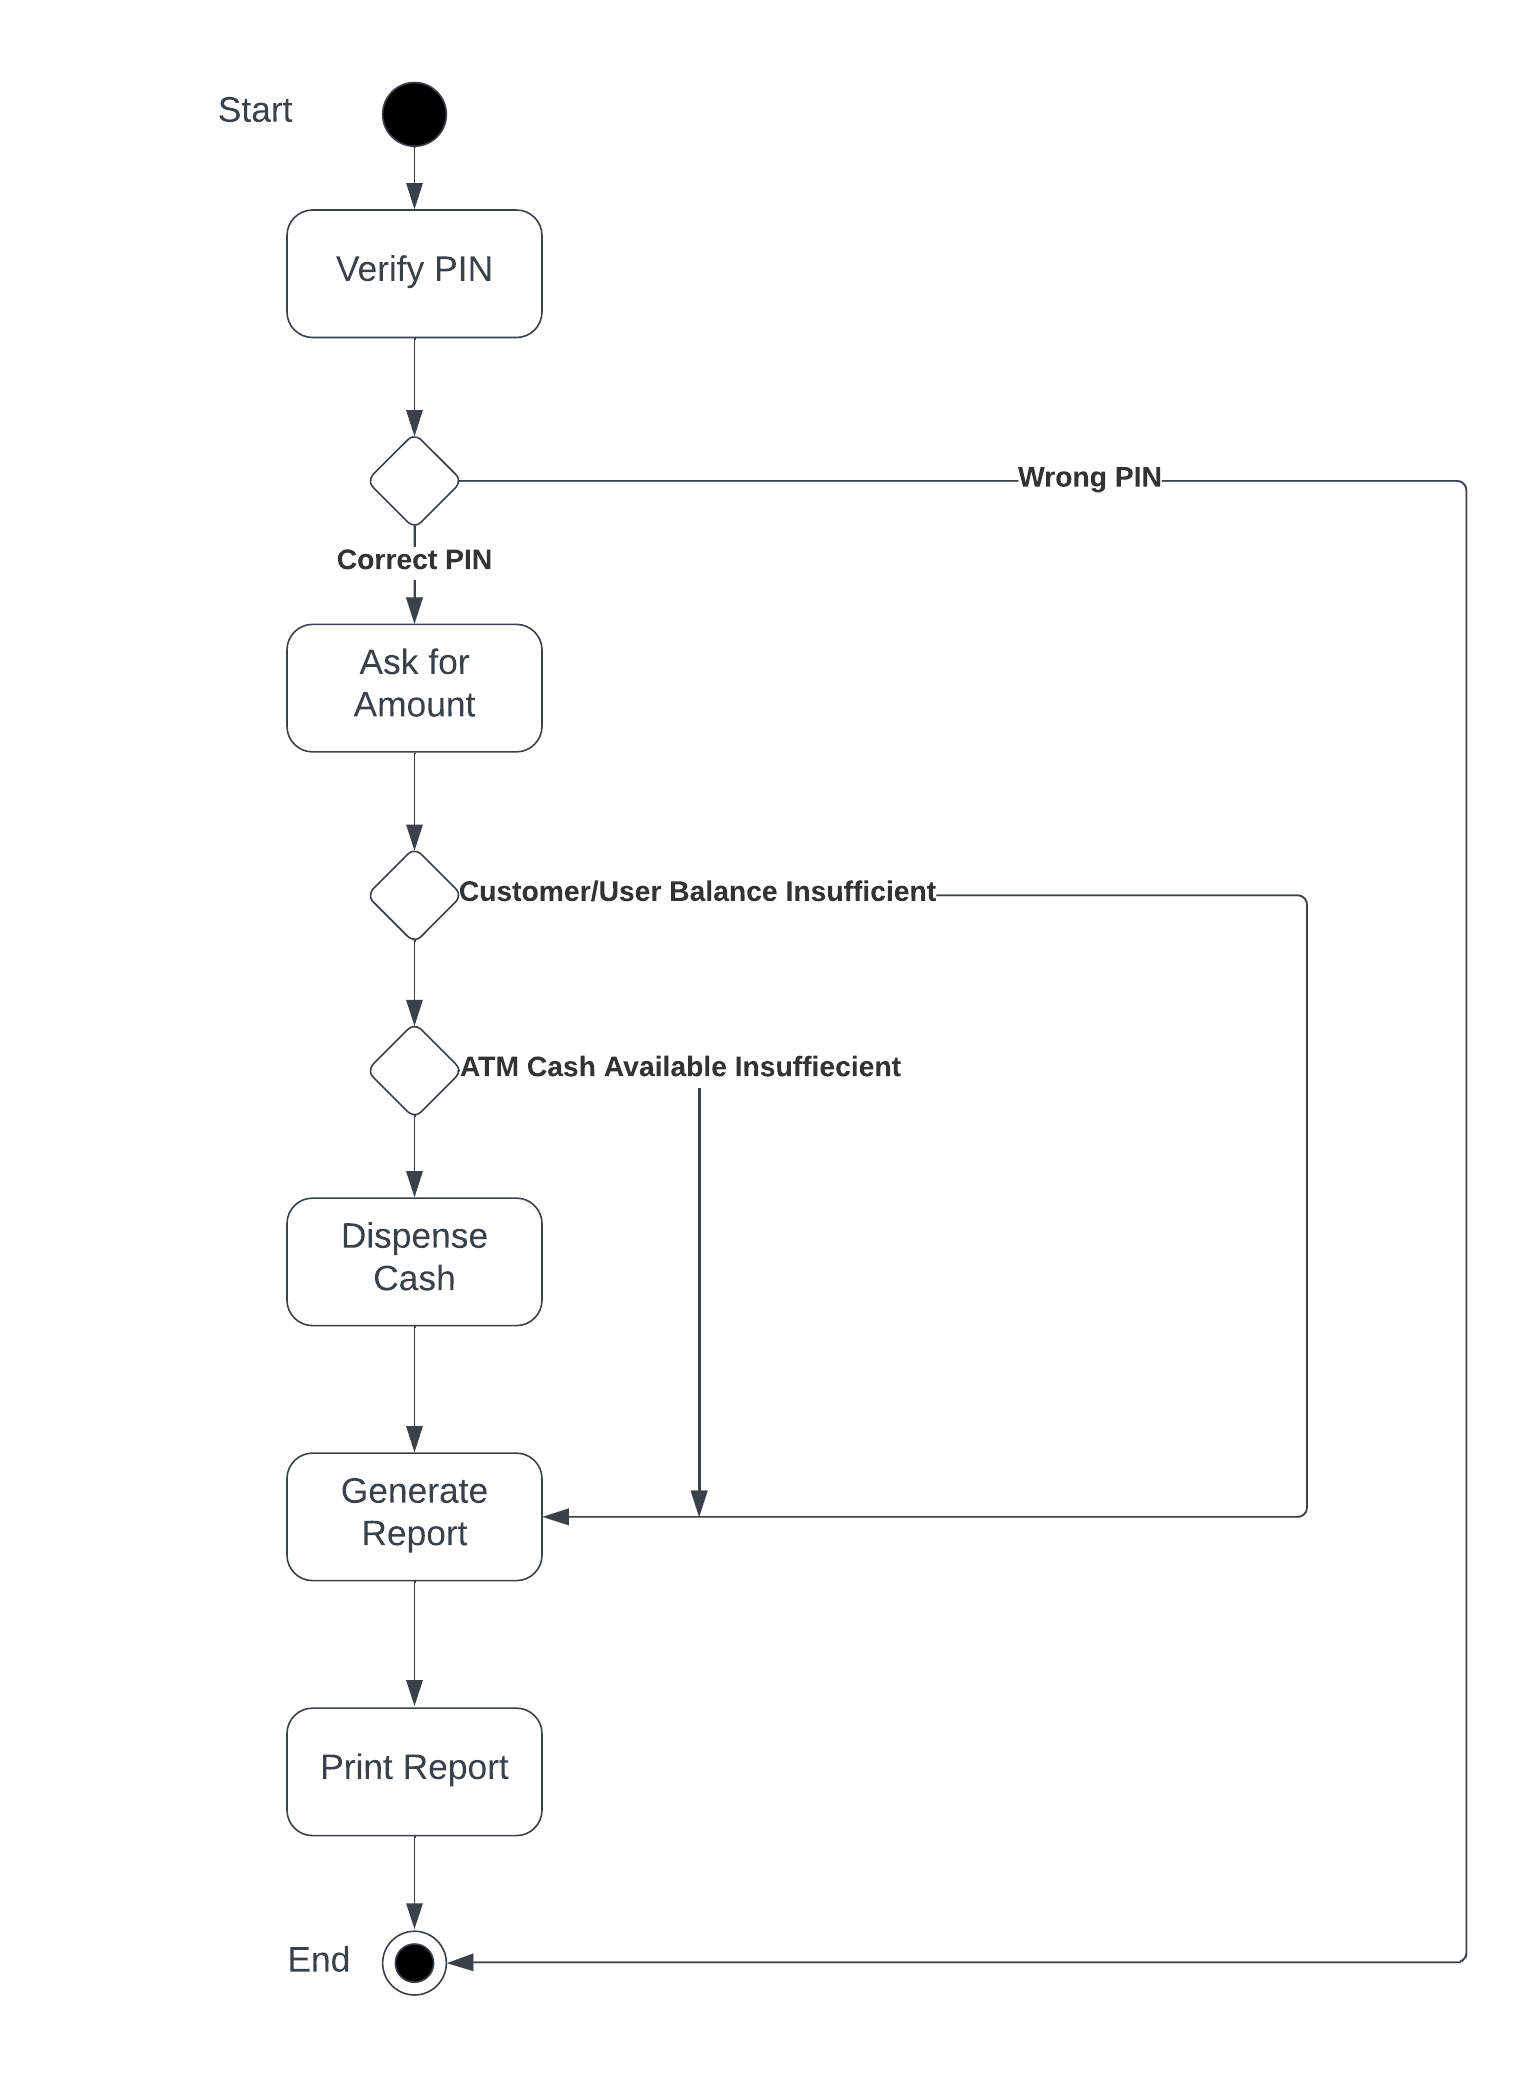 Start
Verify PIN
Wrong PIN
Correct PIN
Ask for
Amount
Customer/User Balance Insufficient
ATM Cash Available Insuffiecient
Dispense
Cash
Generate
Report
Print Report
End